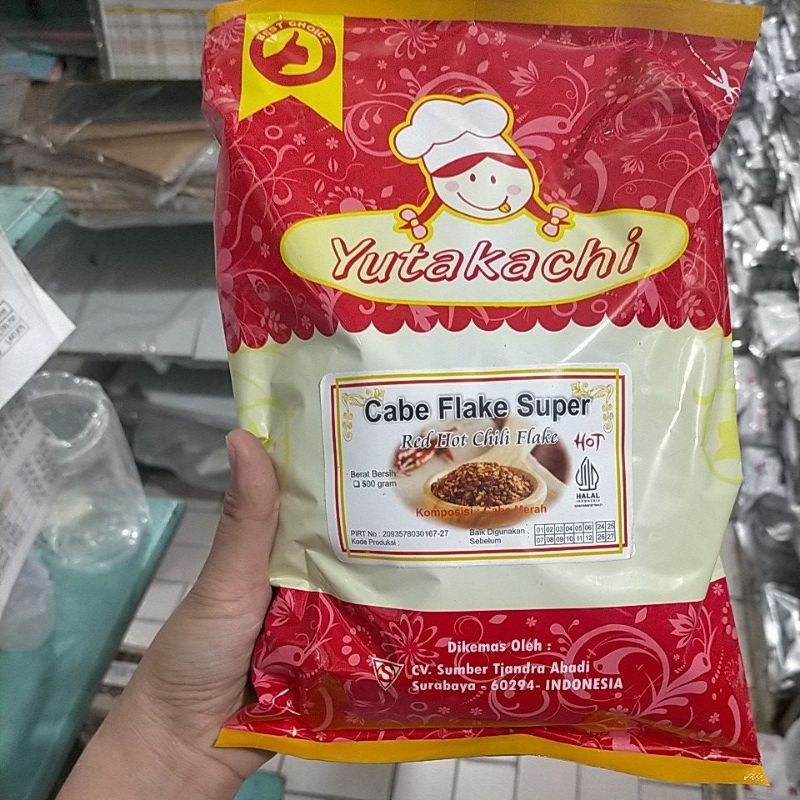 BEST CHOICE
Yutakachi
Cabe Flake Super
Red Hot Chili Flake HOT
Berat Bersih:
❑ 500 gram
HALAL
INDONESIA
Komposisi : Cabe Merah
PIRT No : 2093578030167-27
Kode Produksi :
Baik Digunakan
Sebelum :
01 02 03 04 05 06 24 25
07 08 09 10 11 12 26 27
Dikemas Oleh :
S
CV. Sumber Tjandra Abadi
Surabaya - 60294- INDONESIA